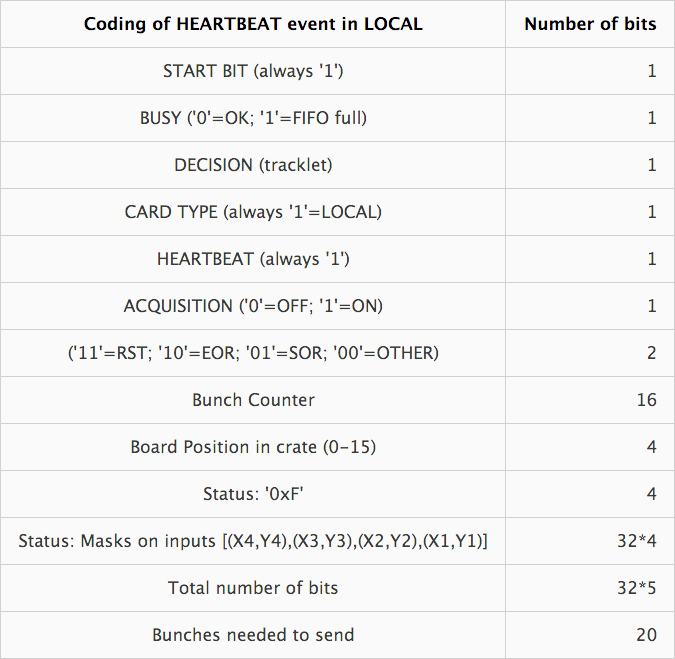 Coding of HEARTBEAT event in LOCAL Number of bits
START BIT (always '1') 1
BUSY ('0'=OK; '1'=FIFO full) 1
DECISION (tracklet) 1
CARD TYPE (always '1'=LOCAL) 1
HEARTBEAT (always '1') 1
ACQUISITION ('0'=OFF; '1'=ON) 1
('11'=RST; '10'=EOR; '01'=SOR; '00'=OTHER) 2
Bunch Counter 16
Board Position in crate (0-15) 4
Status: '0xF' 4
Status: Masks on inputs [(X4,Y4),(X3,Y3),(X2,Y2),(X1,Y1)] 32*4
Total number of bits 32*5
Bunches needed to send 20